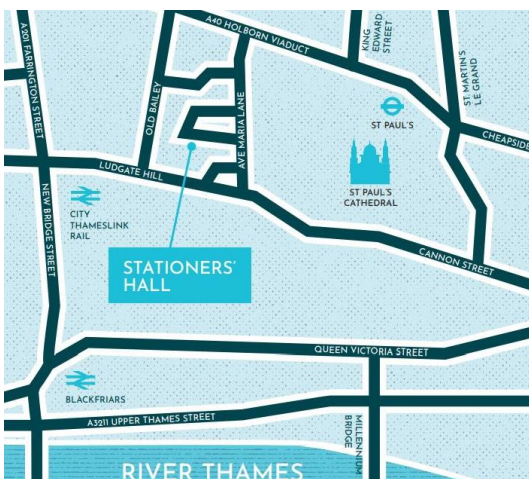 A201 FARRINGTON STREET
A40 HOLBORN VIADUCT
KING
EDWARD
STREET
ST. MARTIN'S
LE GRAND
OLD BAILEY
AVE MARIA LANE
ST PAUL'S
CHEAPSIDE
LUDGATE HILL
ST PAUL'S
CATHEDRAL
NEW BRIDGE STREET
CITY
THAMESLINK
RAIL
CANNON STREET
STATIONERS'
HALL
QUEEN VICTORIA STREET
BLACKFRIARS
A3211 UPPER THAMES STREET
MILLENNIUM
BRIDGE
RIVER THAMES